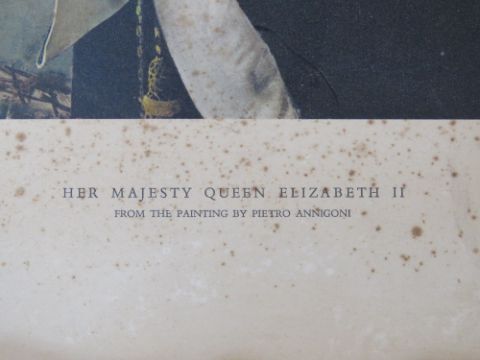 HER MAJESTY QUEEN ELIZABETH II
FROM THE PAINTING BY PIETRO ANNIGONI